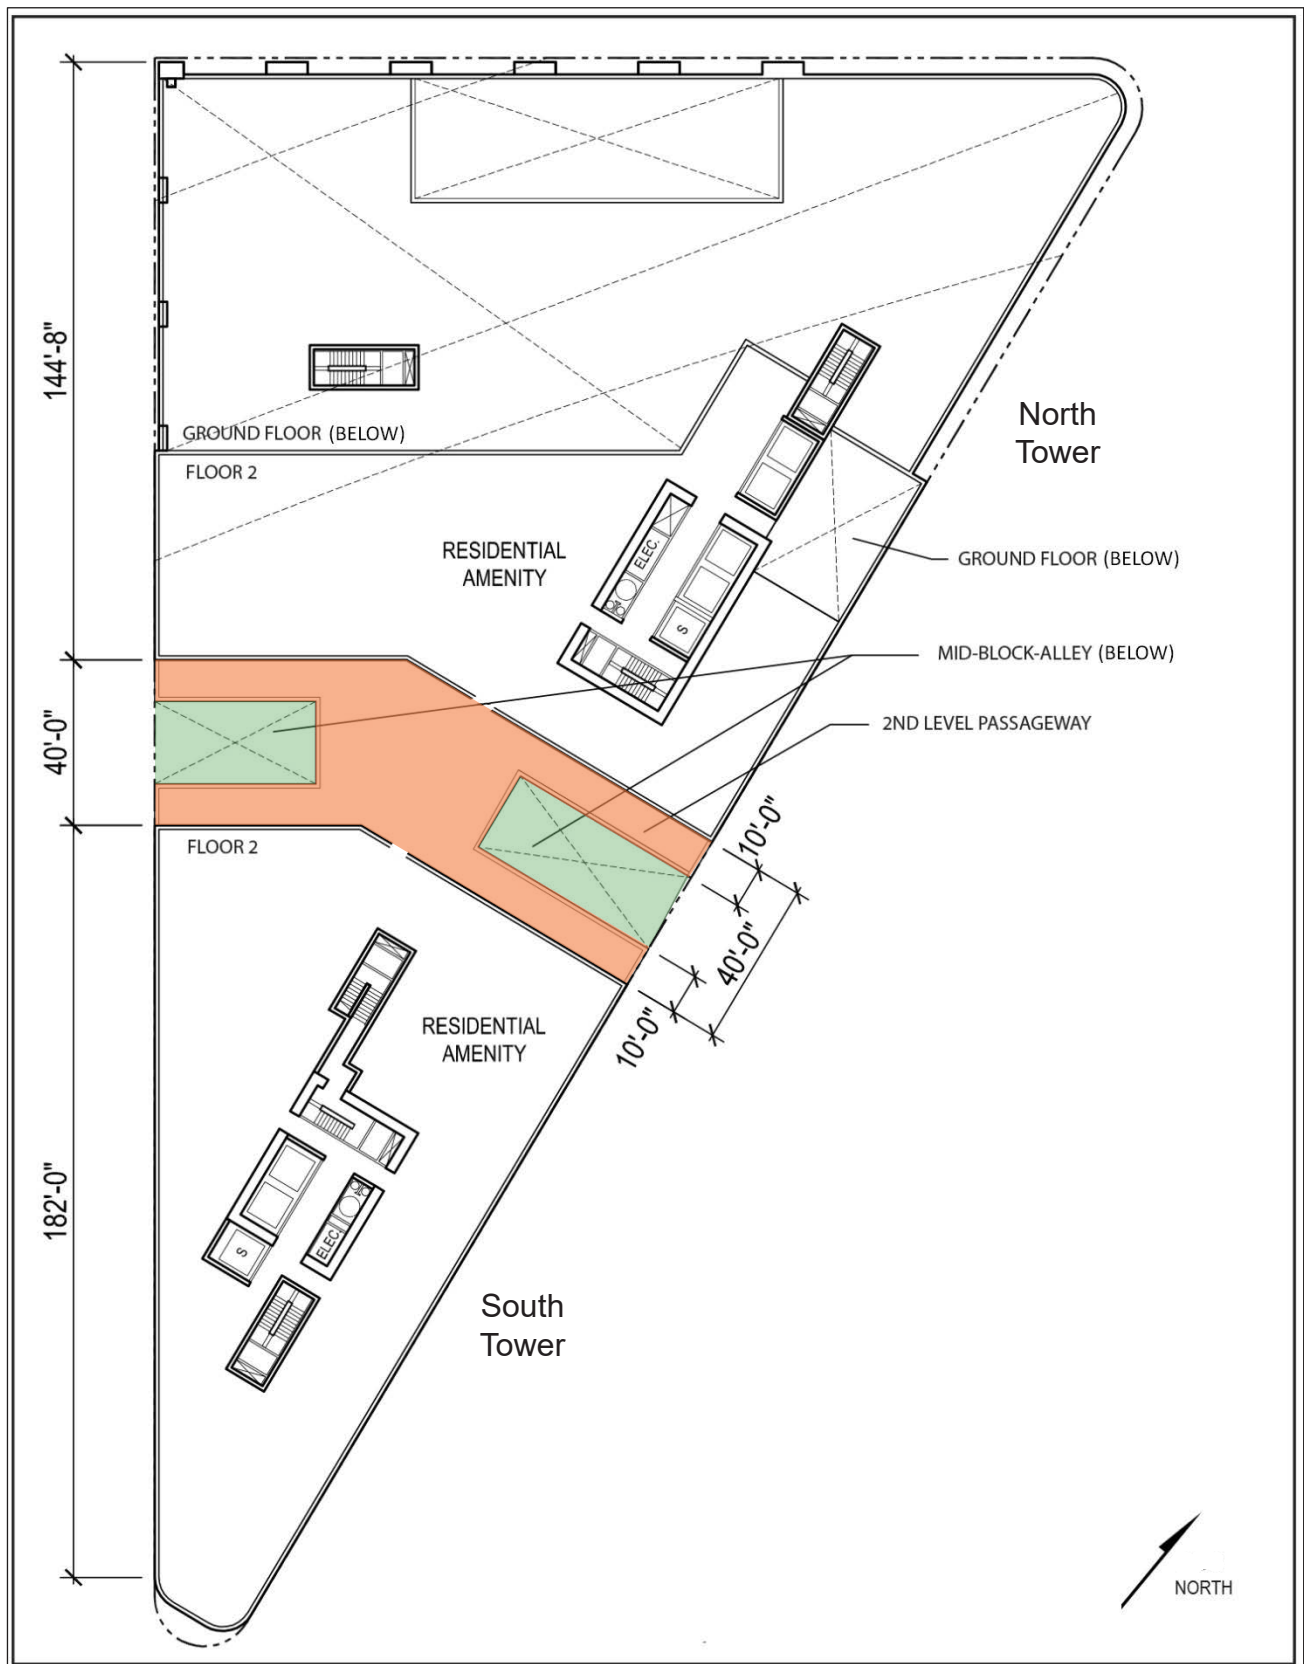 144'-8"
GROUND FLOOR (BELOW)
FLOOR 2
North
Tower
RESIDENTIAL
AMENITY
ELEC.
S
GROUND FLOOR (BELOW)
MID-BLOCK-ALLEY (BELOW)
2ND LEVEL PASSAGEWAY
40'-0"
10'-0"
40'-0"
10'-0"
FLOOR 2
RESIDENTIAL
AMENITY
182'-0"
S
ELEC.
South
Tower
NORTH